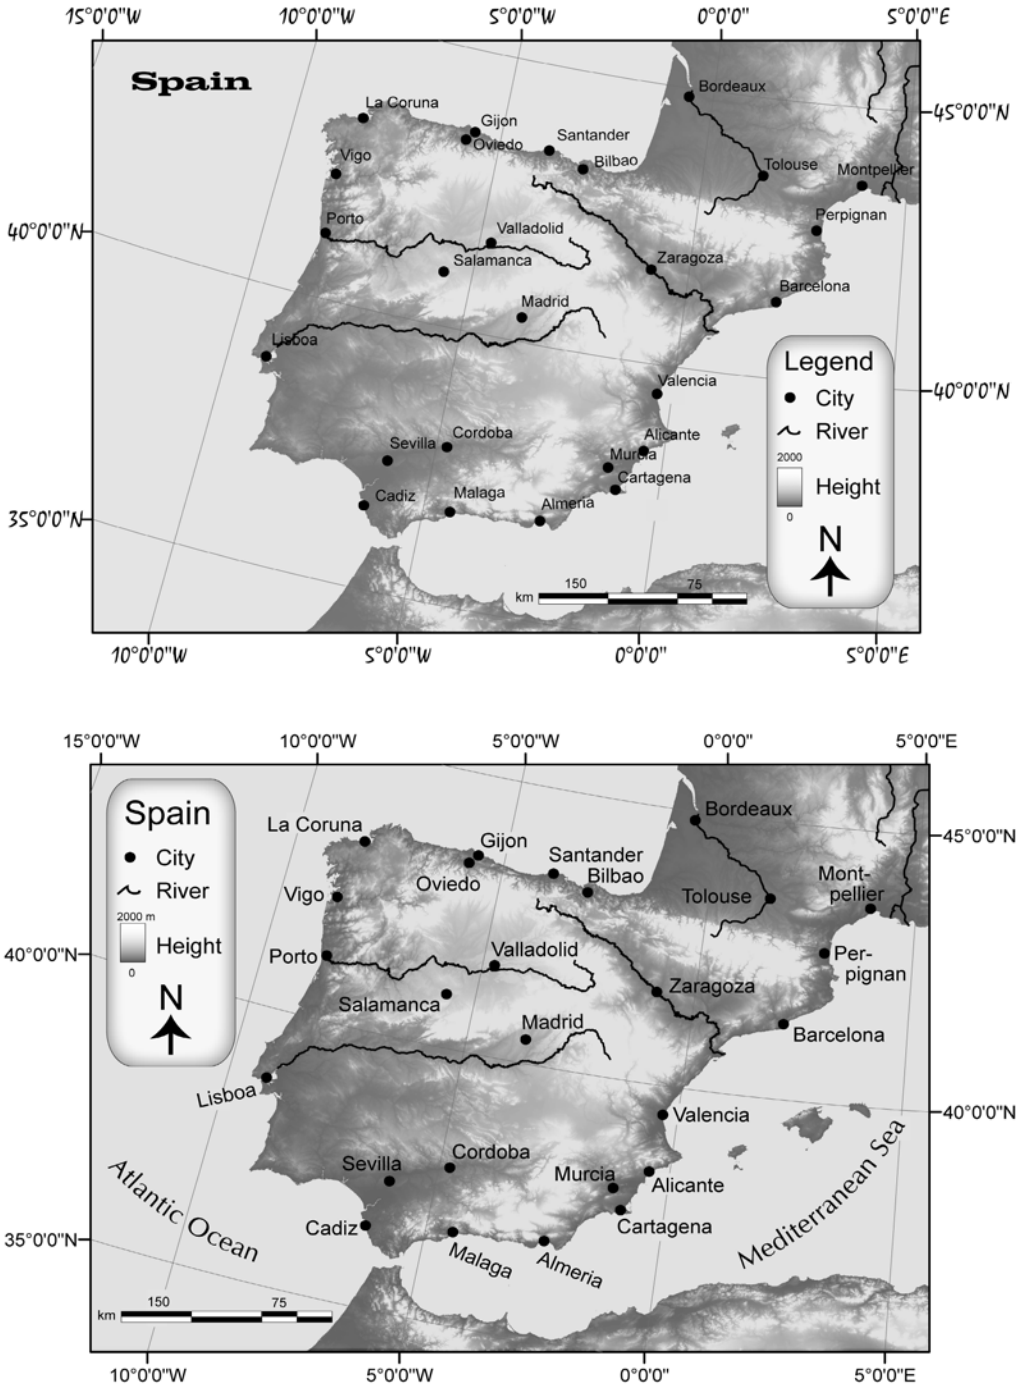 15°0'0"W 10°0'0"W 5°0'0"W 0°0'0" 5°0'0"E
Spain
Bordeaux
45°0'0"N
La Coruna
Gijon
Oviedo
Santander
Bilbao
Vigo
Tolouse
Montpellier
Porto
Perpignan
40°0'0"N
Valladolid
Salamanca
Zaragoza
Barcelona
Madrid
Lisboa
Legend
City
River
2000
Height
0
N
Valencia
40°0'0"N
Alicante
Murcia
Cartagena
Sevilla
Cordoba
Cadiz
Malaga
Almeria
35°0'0"N
150 75
km
10°0'0"W 5°0'0"W 0°0'0" 5°0'0"E
15°0'0"W 10°0'0"W 5°0'0"W 0°0'0" 5°0'0"E
Spain
City
River
2000 m
Height
0
N
Bordeaux
45°0'0"N
La Coruna
Gijon
Oviedo
Santander
Bilbao
Vigo
Tolouse
Mont-
pellier
Porto
Per-
pignan
40°0'0"N
Valladolid
Salamanca
Zaragoza
Barcelona
Madrid
Lisboa
Valencia
40°0'0"N
Sevilla
Cordoba
Murcia
Alicante
Cartagena
Cadiz
Malaga
Almeria
Atlantic Ocean
Mediterranean Sea
35°0'0"N
150 75
km
10°0'0"W 5°0'0"W 0°0'0" 5°0'0"E